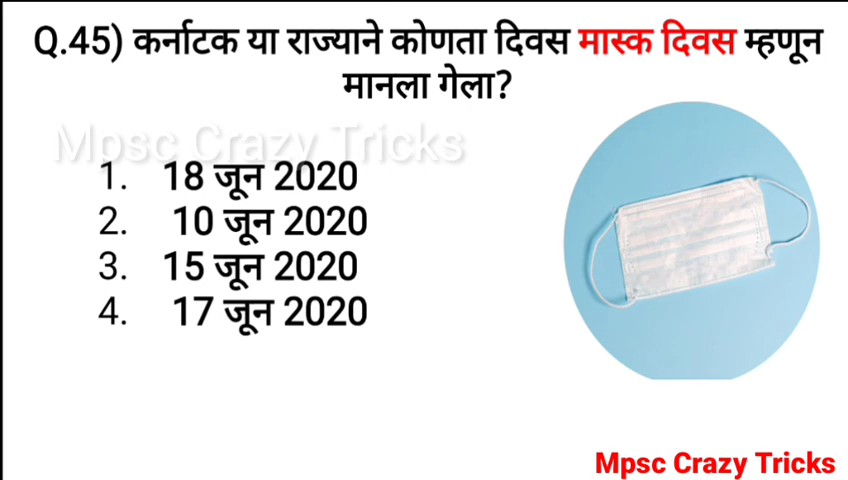 Q.45) कर्नाटक या राज्याने कोणता दिवस मास्क दिवस म्हणून
मानला गेला?
Mpsc Crazy Tricks
1. 18 जून 2020
2. 10 जून 2020
3. 15 जून 2020
4. 17 जून 2020
Mpsc Crazy Tricks